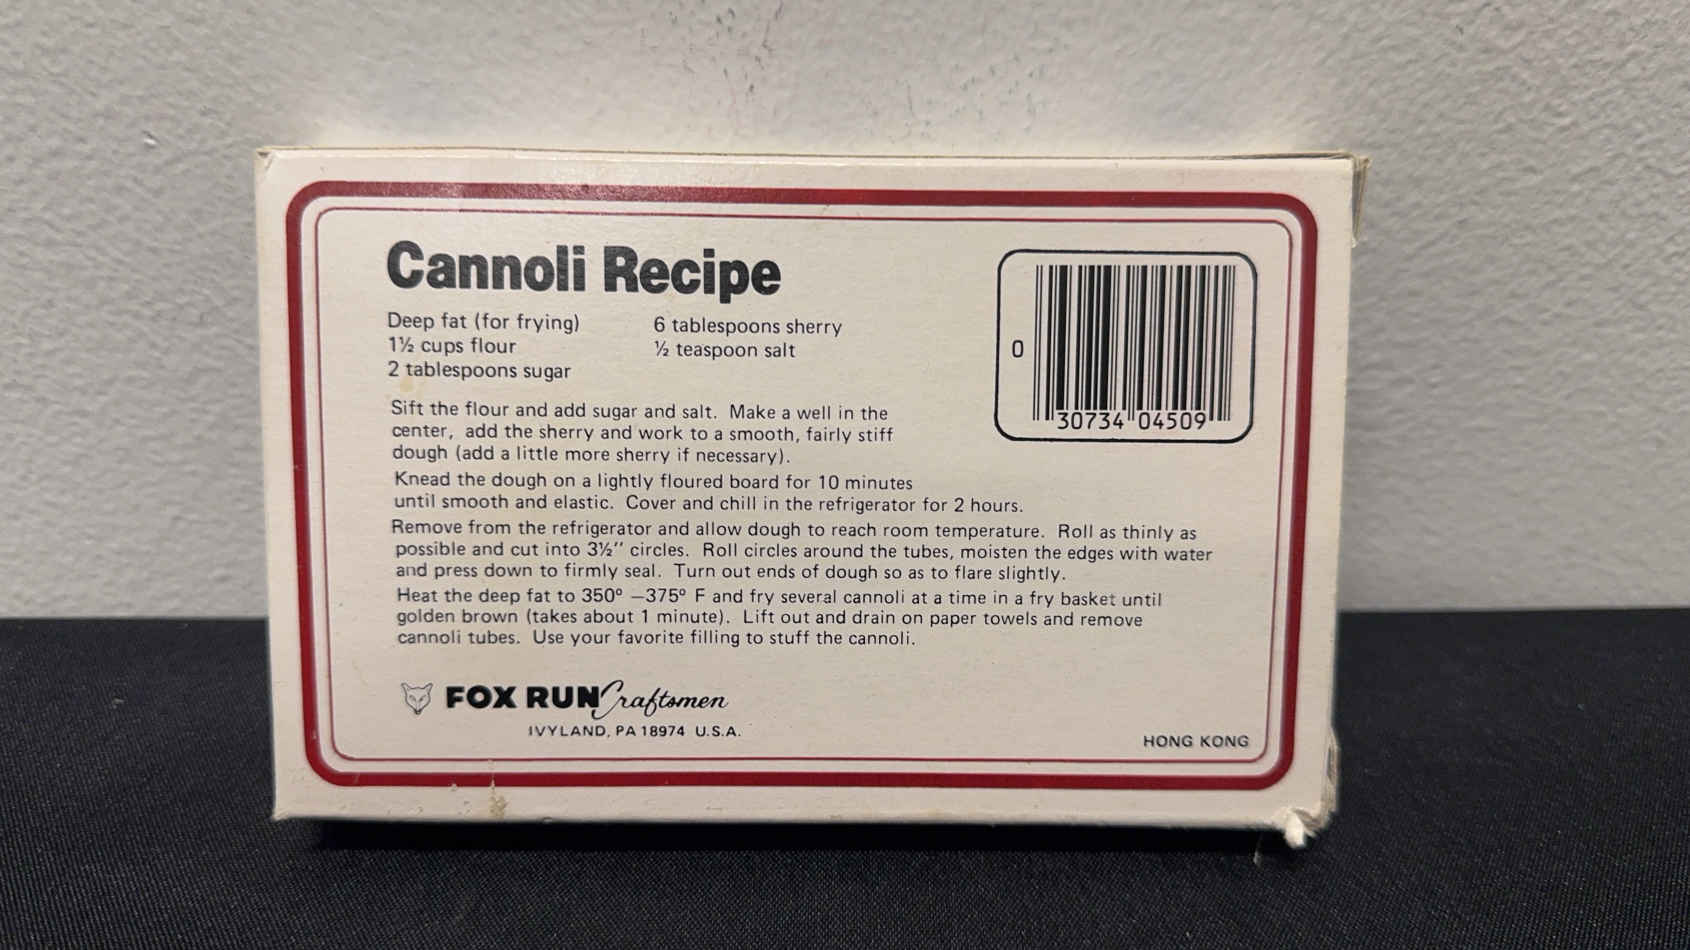 Cannoli Recipe
Deep fat (for frying)
1½ cups flour
2 tablespoons sugar
6 tablespoons sherry
½ teaspoon salt
0
30734 04509
Sift the flour and add sugar and salt. Make a well in the
center, add the sherry and work to a smooth, fairly stiff
dough (add a little more sherry if necessary).
Knead the dough on a lightly floured board for 10 minutes
until smooth and elastic. Cover and chill in the refrigerator for 2 hours.
Remove from the refrigerator and allow dough to reach room temperature. Roll as thinly as
possible and cut into 3½'' circles. Roll circles around the tubes, moisten the edges with water
and press down to firmly seal. Turn out ends of dough so as to flare slightly.
Heat the deep fat to 350º –375º F and fry several cannoli at a time in a fry basket until
golden brown (takes about 1 minute). Lift out and drain on paper towels and remove
cannoli tubes. Use your favorite filling to stuff the cannoli.
FOX RUN Craftsmen
IVYLAND, PA 18974 U.S.A.
HONG KONG